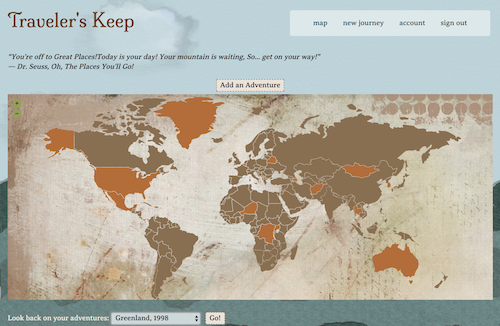 Traveler's Keep
map new journey account sign out
"You're off to Great Places!Today is your day! Your mountain is waiting, So... get on your way!"
— Dr. Seuss, Oh, The Places You'll Go!
Add an Adventure
+
-
Look back on your adventures: Greenland, 1998 Go!